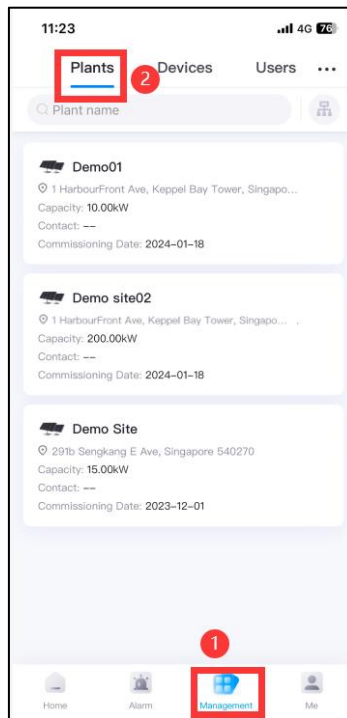 11:23
4G 76
Plants Devices Users ...
2
Plant name
Demo01
1 HarbourFront Ave, Keppel Bay Tower, Singapo...
Capacity: 10.00kW
Contact: --
Commissioning Date: 2024-01-18
Demo site02
1 HarbourFront Ave, Keppel Bay Tower, Singapo... .
Capacity: 200.00kW
Contact: --
Commissioning Date: 2024-01-18
Demo Site
291b Sengkang E Ave, Singapore 540270
Capacity: 15.00kW
Contact: --
Commissioning Date: 2023-12-01
1
Home Alarm Management Me